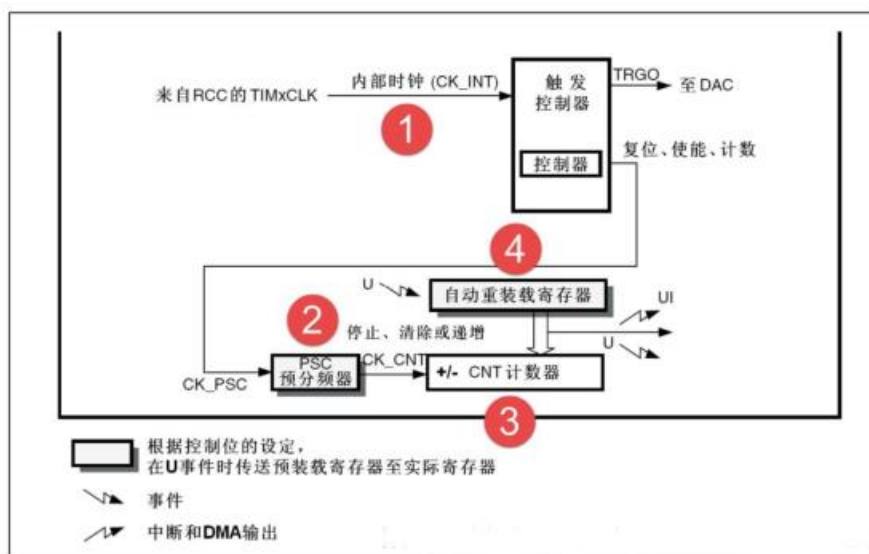 内部时钟 (CK_INT)
来自RCC的TIMxCLK
1
触发
控制器
TRGO
至DAC
控制器
复位、使能、计数
4
U
自动重装载寄存器
UI
U
2
停止、清除或递增
CK_PSC
PSC
预分频器
CK_CNT
+/- CNT 计数器
3
根据控制位的设定，
在U事件时传送预装载寄存器至实际寄存器
事件
中断和DMA输出